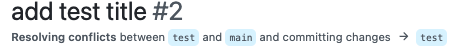 add test title #2
Resolving conflicts between test and main and committing changes → test